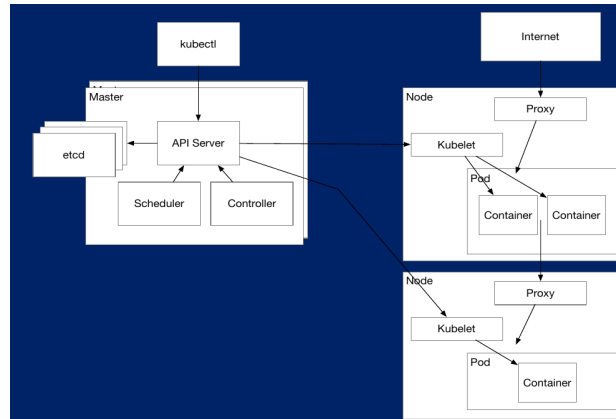 kubectl
Internet
Master
Node
Proxy
API Server
Kubelet
etcd
Pod
Scheduler
Controller
Container
Container
Node
Proxy
Kubelet
Pod
Container